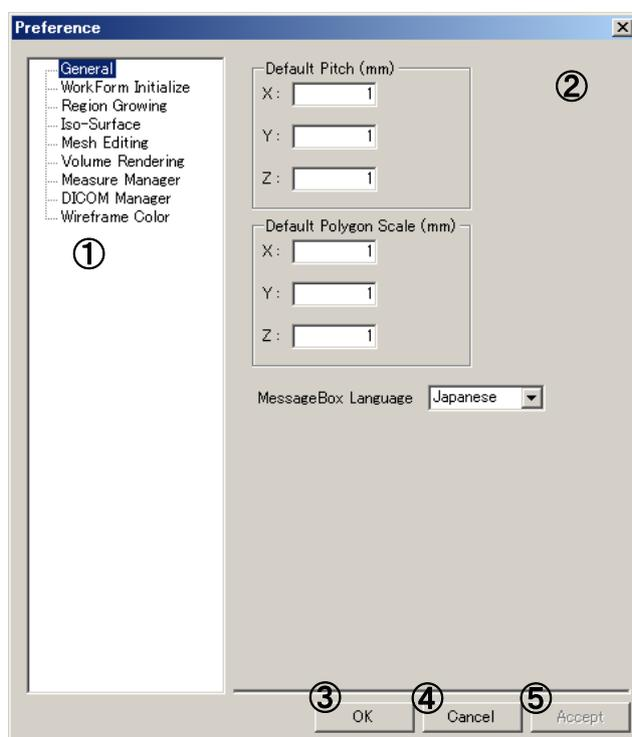 Preference
General
WorkForm Initialize
Region Growing
Iso-Surface
Mesh Editing
Volume Rendering
Measure Manager
DICOM Manager
Wireframe Color
①
Default Pitch (mm)
X: 1
Y: 1
Z: 1
②
Default Polygon Scale (mm)
X: 1
Y: 1
Z: 1
MessageBox Language Japanese
③ ④ ⑤
OK Cancel Accept